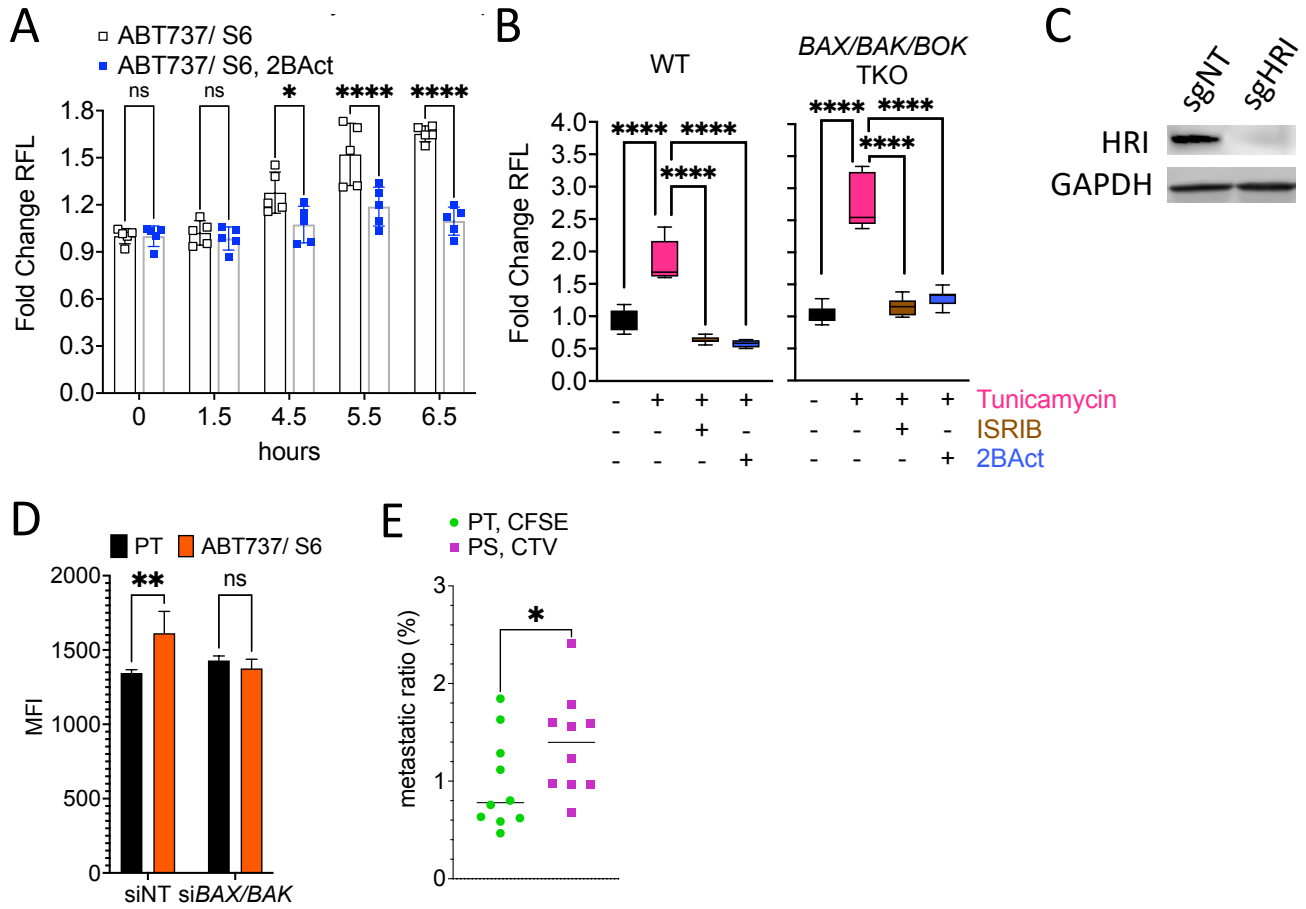 A
ABT737/ S6
ABT737/ S6, 2BAct
ns
ns
*
****
****
1.8
1.5
1.2
0.9
0.6
0.3
0.0
Fold Change RFL
0
1.5
4.5
5.5
6.5
hours
B
WT
BAX/BAK/BOK
TKO
****
****
****
****
****
****
4.0
3.5
3.0
2.5
2.0
1.5
1.0
0.5
0.0
Fold Change RFL
- + + + - + + + Tunicamycin
- - + - - - + - ISRIB
- - - + - - - + 2BAct
C
sgNT
sgHRI
HRI
GAPDH
D
PT
ABT737/ S6
**
ns
2000
1500
1000
500
0
MFI
siNT
siBAX/BAK
E
PT, CFSE
PS, CTV
*
3
2
1
0
metastatic ratio (%)